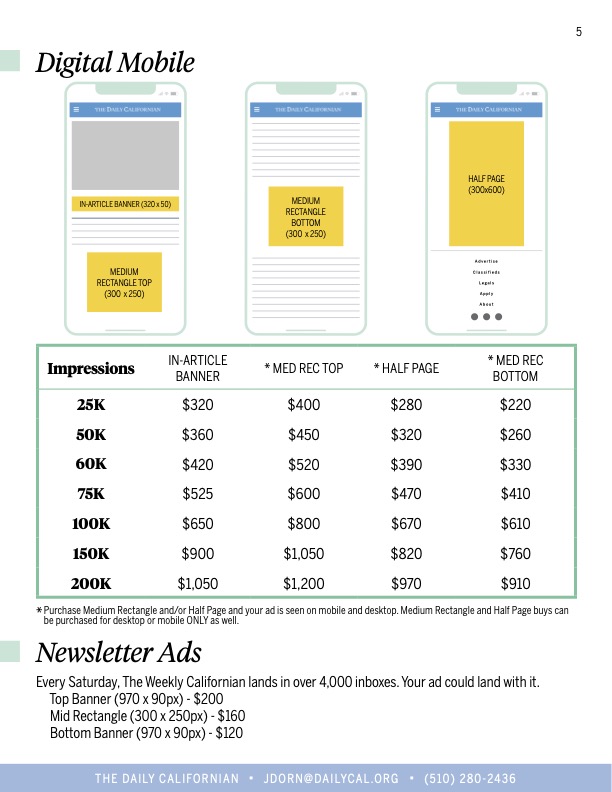 5
Digital Mobile
THE DAILY CALIFORNIAN
IN-ARTICLE BANNER (320 x 50)
MEDIUM
RECTANGLE TOP
(300 x 250)
THE DAILY CALIFORNIAN
MEDIUM
RECTANGLE
BOTTOM
(300 x 250)
THE DAILY CALIFORNIAN
HALF PAGE
(300x600)
Advertise
Classifieds
Legals
Apply
About
Impressions IN-ARTICLE BANNER * MED REC TOP * HALF PAGE * MED REC BOTTOM
25K $320 $400 $280 $220
50K $360 $450 $320 $260
60K $420 $520 $390 $330
75K $525 $600 $470 $410
100K $650 $800 $670 $610
150K $900 $1,050 $820 $760
200K $1,050 $1,200 $970 $910
* Purchase Medium Rectangle and/or Half Page and your ad is seen on mobile and desktop. Medium Rectangle and Half Page buys can
be purchased for desktop or mobile ONLY as well.
Newsletter Ads
Every Saturday, The Weekly Californian lands in over 4,000 inboxes. Your ad could land with it.
Top Banner (970 x 90px) - $200
Mid Rectangle (300 x 250px) - $160
Bottom Banner (970 x 90px) - $120
THE DAILY CALIFORNIAN • JDORN@DAILYCAL.ORG • (510) 280-2436